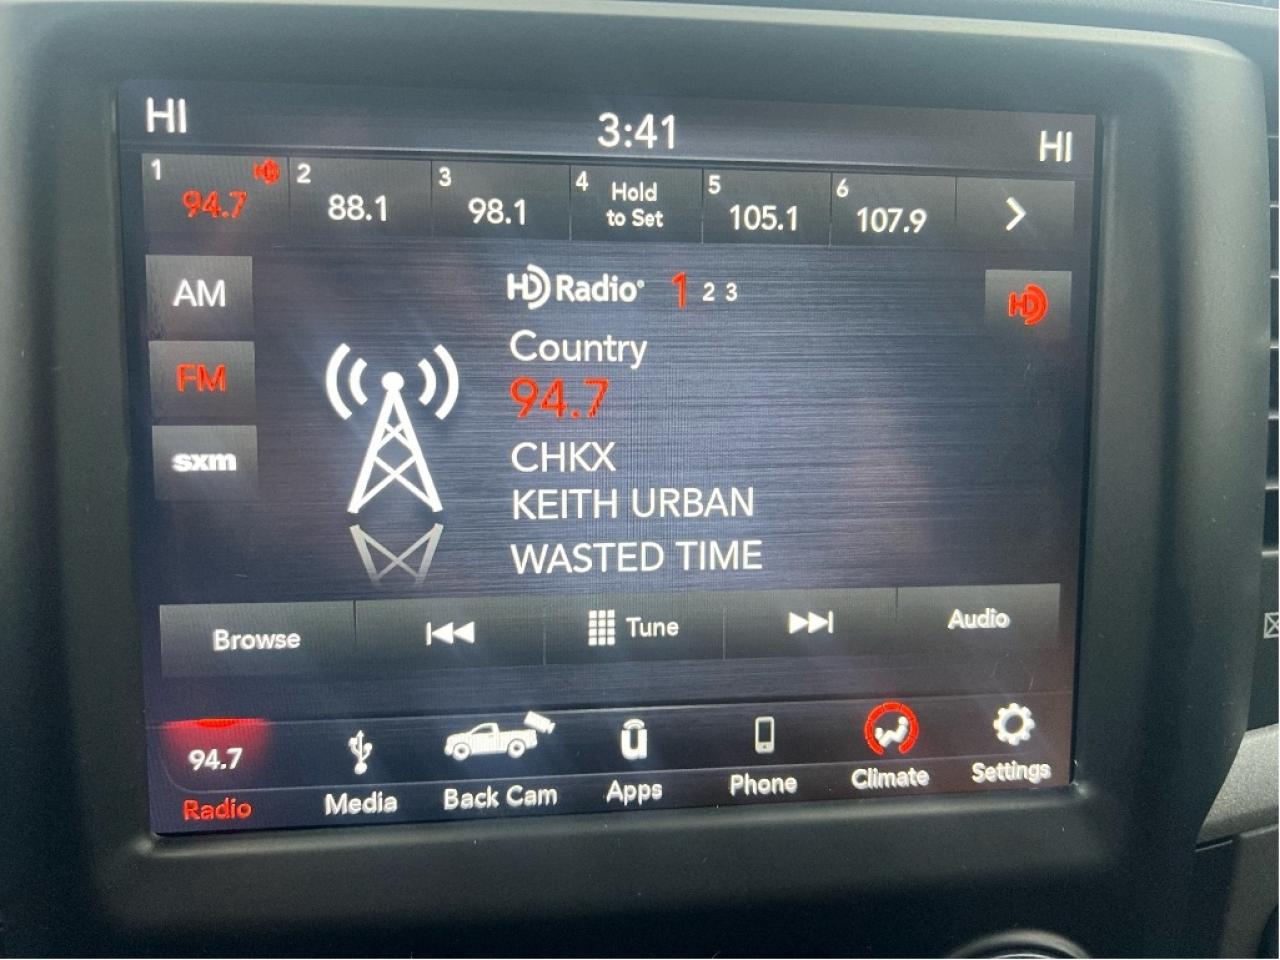 HI 3:41 HI
1 94.7 HD 2 88.1 3 98.1 4 Hold to Set 5 105.1 6 107.9
AM
FM
sxm
HD Radio® 1 2 3
HD
Country
94.7
CHKX
KEITH URBAN
WASTED TIME
Browse Tune Audio
94.7
Radio Media Back Cam Apps Phone Climate Settings